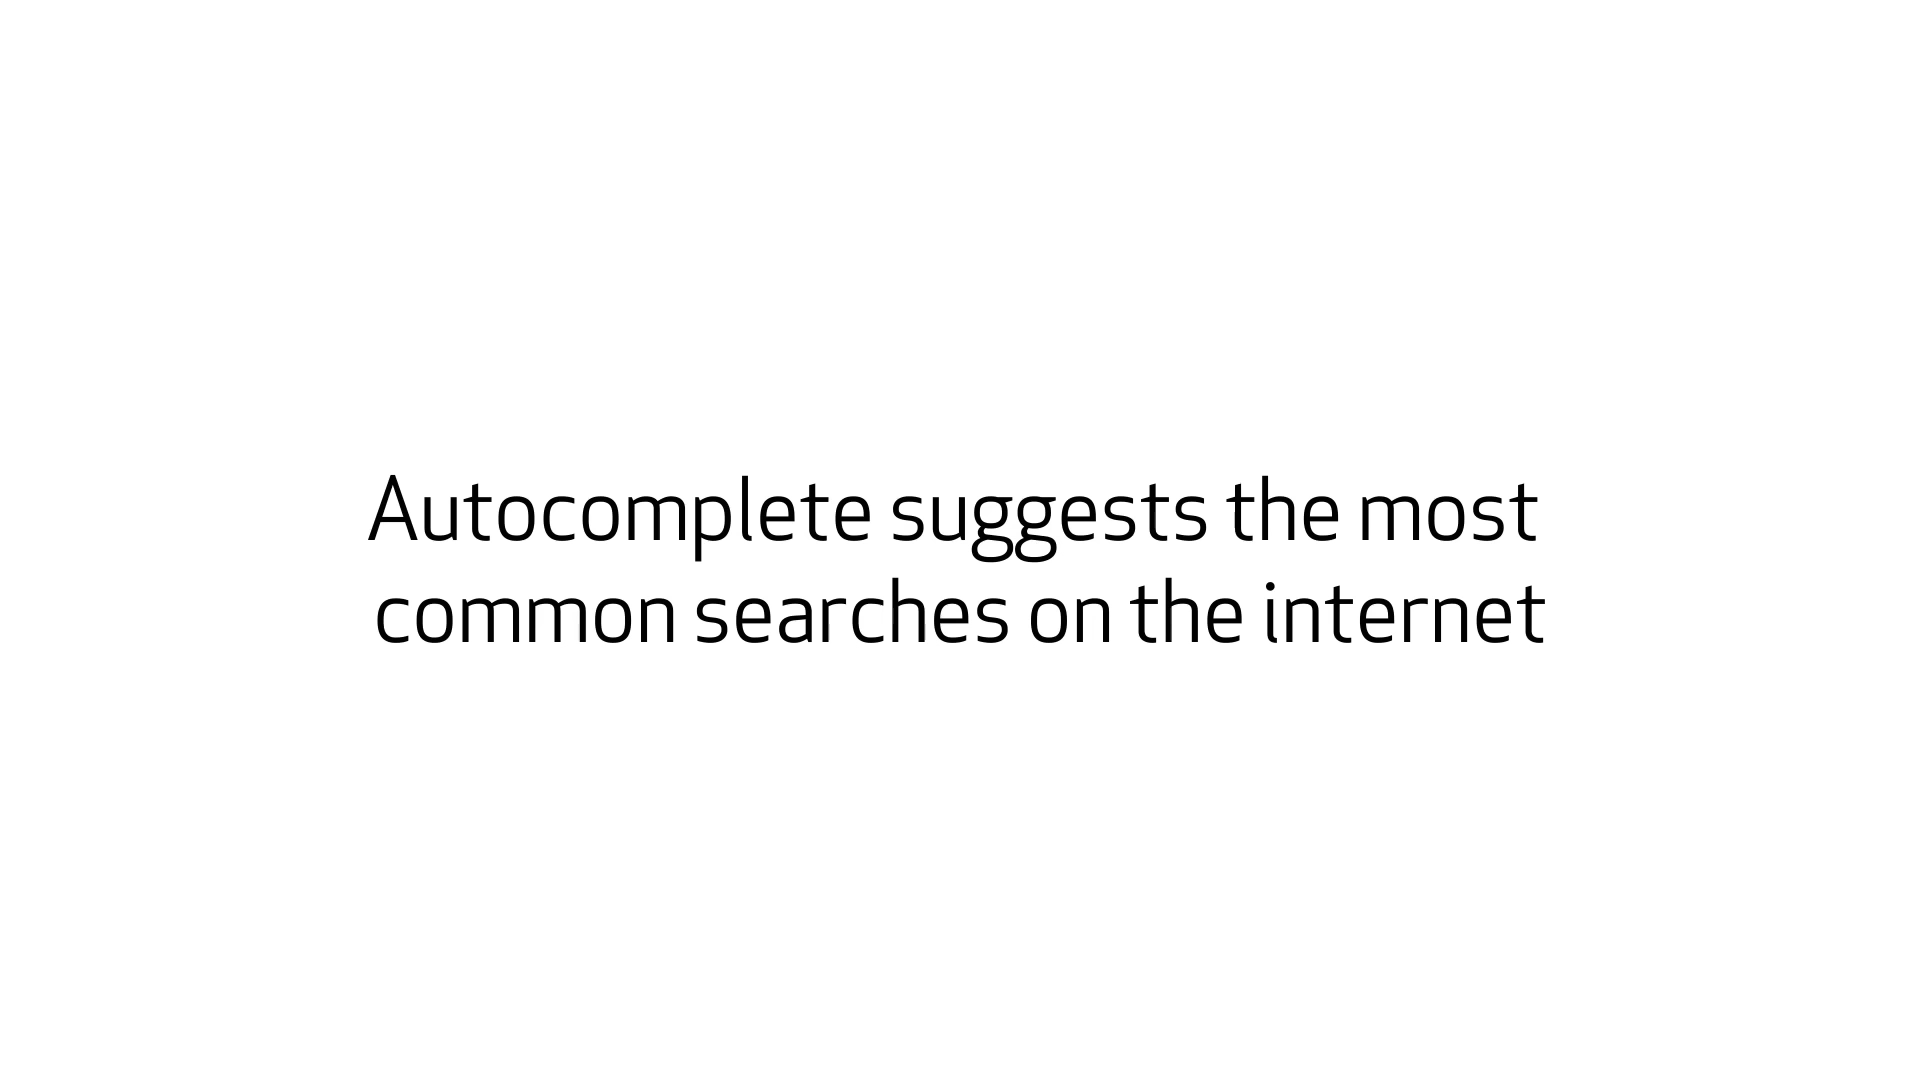 Autocomplete suggests the most
common searches on the internet